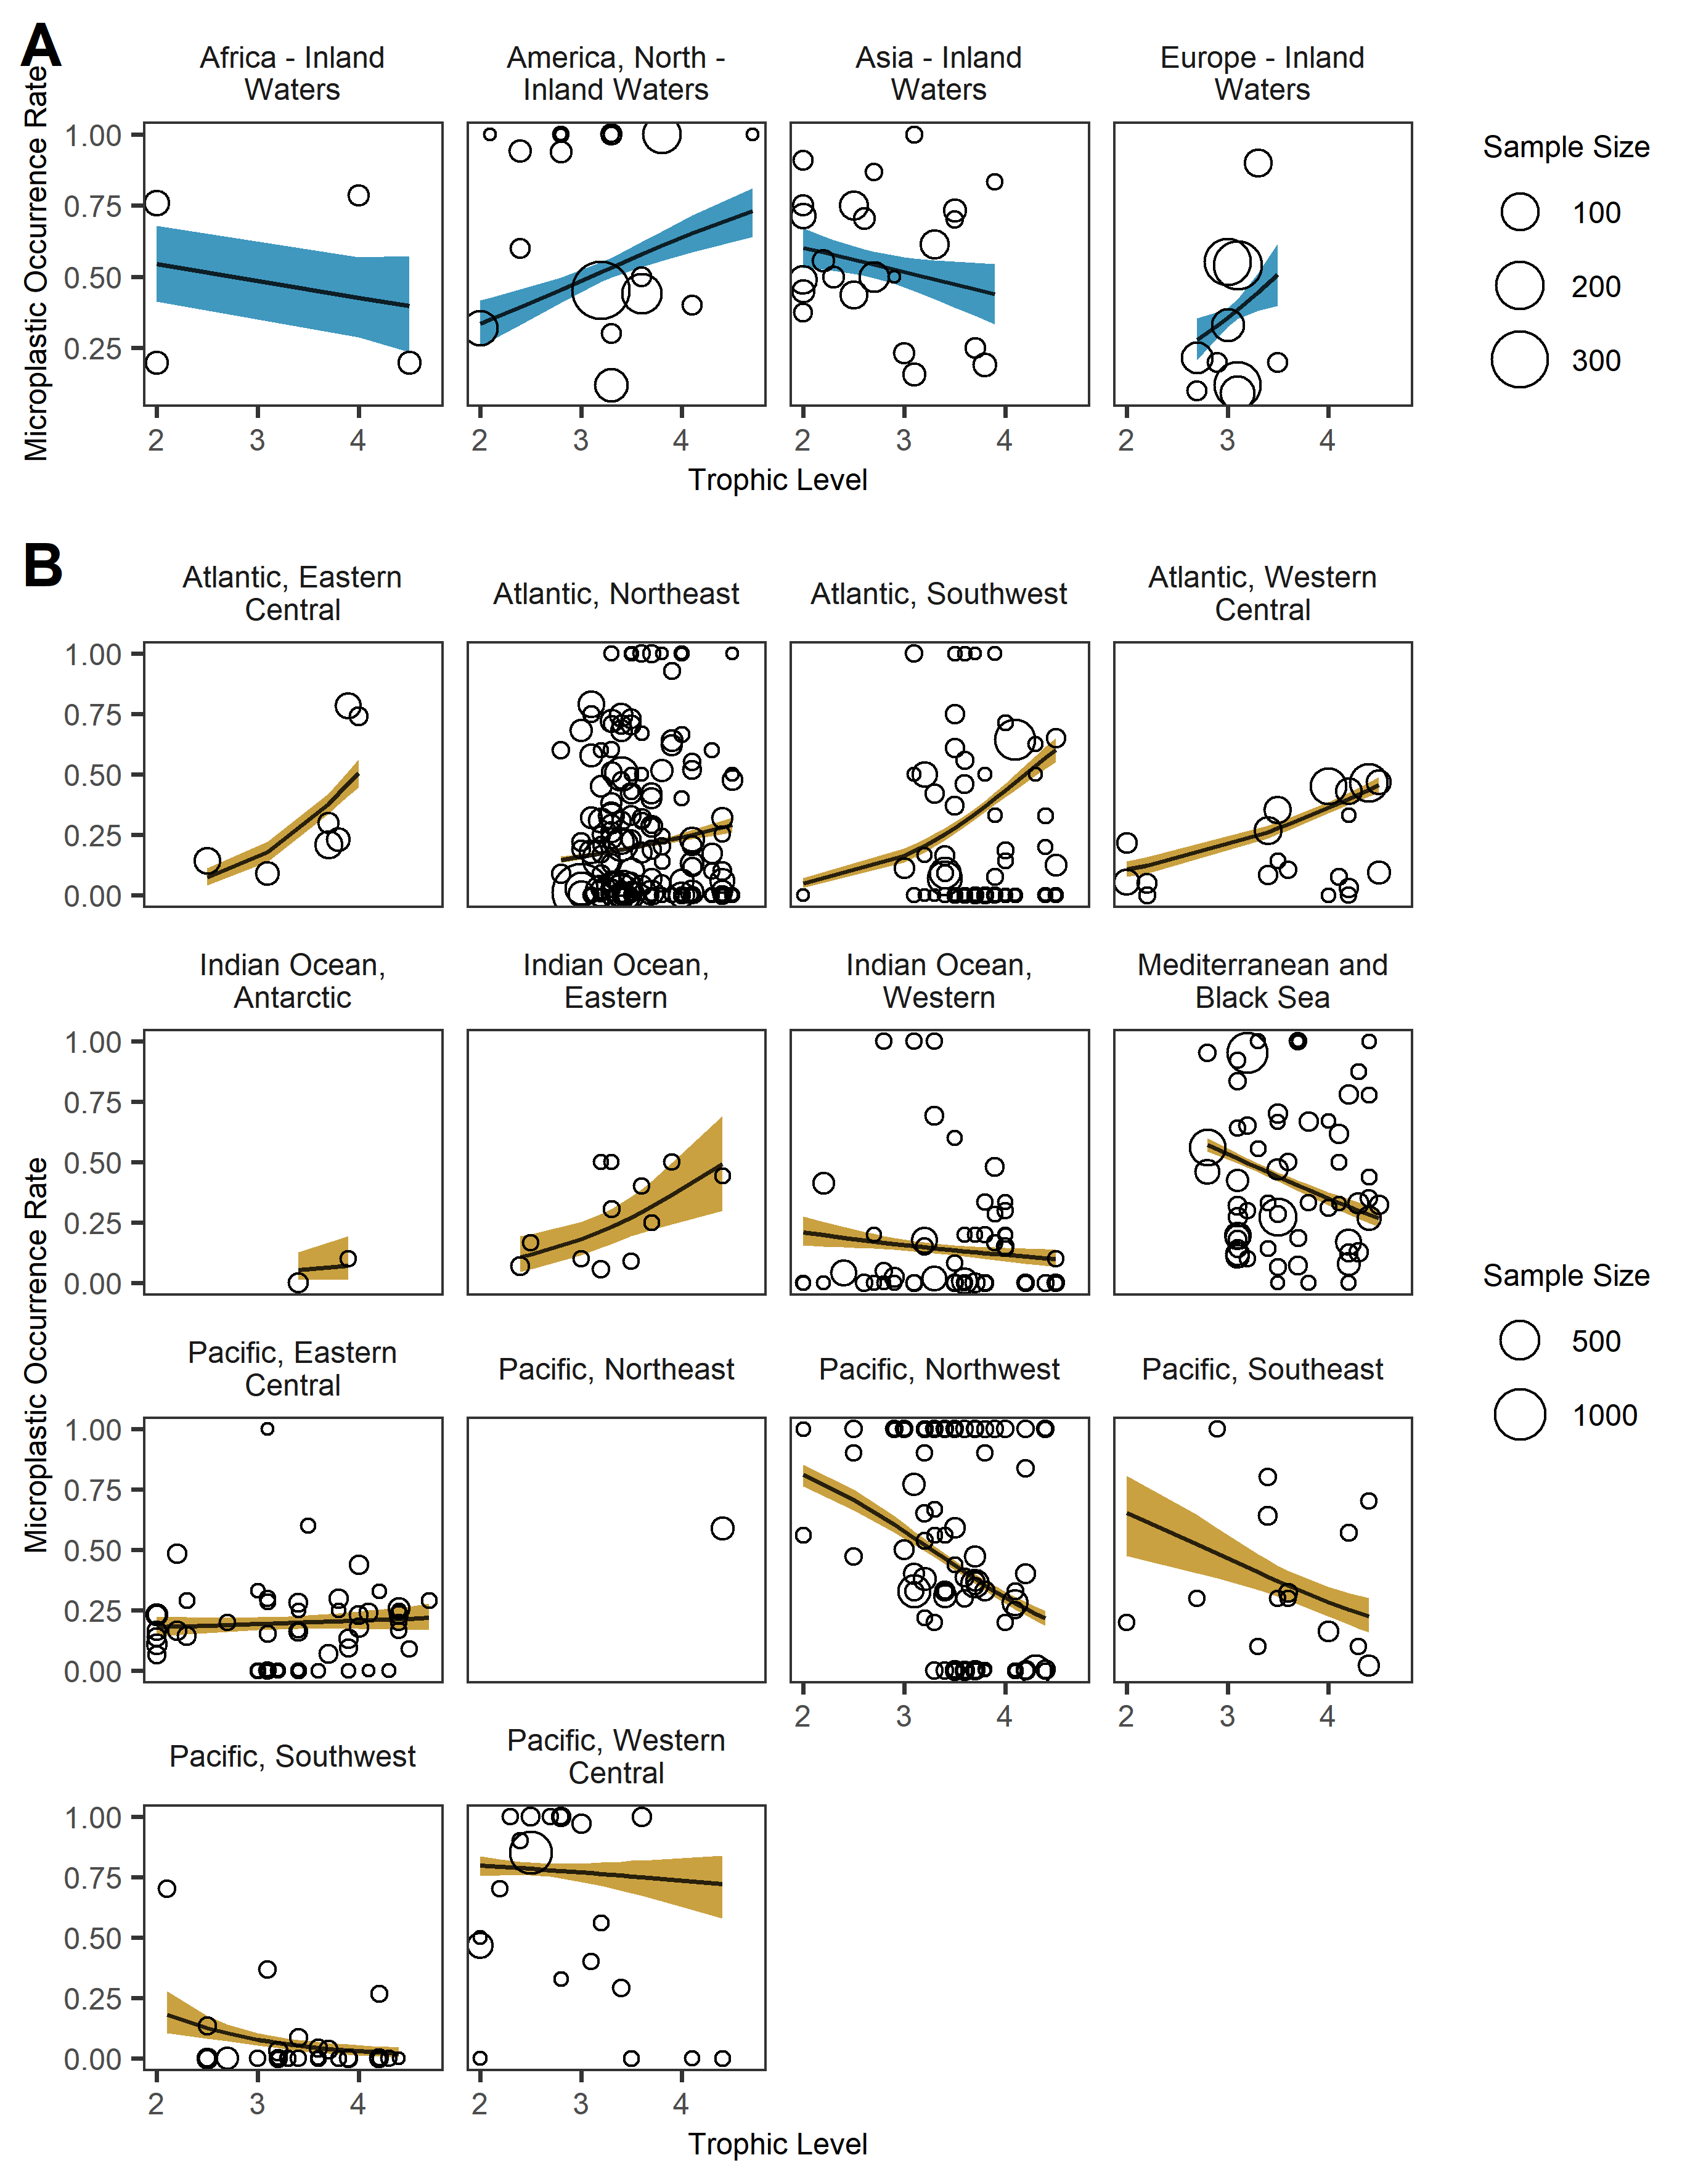 A
Africa - Inland
Waters
America, North -
Inland Waters
Asia - Inland
Waters
Europe - Inland
Waters
Microplastic Occurrence Rate
1.00
0.75
0.50
0.25
2 3 4
2 3 4
2 3 4
2 3 4
Trophic Level
Sample Size
100
200
300
B
Atlantic, Eastern
Central
Atlantic, Northeast
Atlantic, Southwest
Atlantic, Western
Central
1.00
0.75
0.50
0.25
0.00
Indian Ocean,
Antarctic
Indian Ocean,
Eastern
Indian Ocean,
Western
Mediterranean and
Black Sea
1.00
0.75
0.50
0.25
0.00
Microplastic Occurrence Rate
Sample Size
500
1000
Pacific, Eastern
Central
Pacific, Northeast
Pacific, Northwest
Pacific, Southeast
1.00
0.75
0.50
0.25
0.00
2 3 4
2 3 4
Pacific, Southwest
Pacific, Western
Central
1.00
0.75
0.50
0.25
0.00
2 3 4
2 3 4
Trophic Level